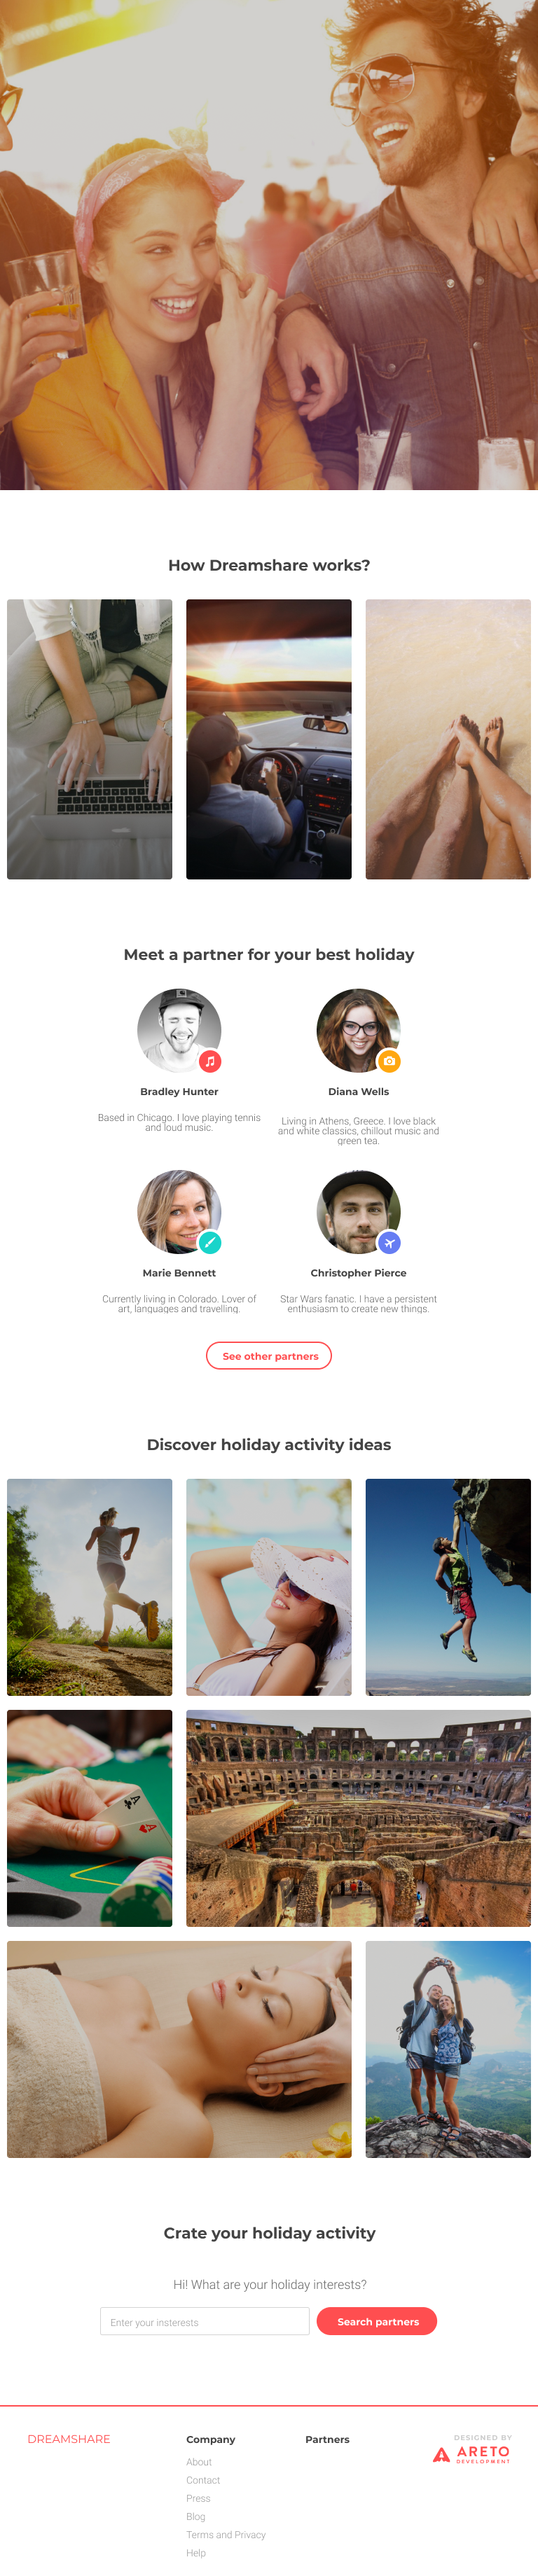 How Dreamshare works?
Meet a partner for your best holiday
Bradley Hunter
Based in Chicago. I love playing tennis
and loud music.
Diana Wells
Living in Athens, Greece. I love black
and white classics, chillout music and
green tea.
Marie Bennett
Currently living in Colorado. Lover of
art, languages and travelling.
Christopher Pierce
Star Wars fanatic. I have a persistent
enthusiasm to create new things.
See other partners
Discover holiday activity ideas
Crate your holiday activity
Hi! What are your holiday interests?
Enter your insterests
Search partners
DREAMSHARE
Company
About
Contact
Press
Blog
Terms and Privacy
Help
Partners
DESIGNED BY
ARETO
DEVELOPMENT